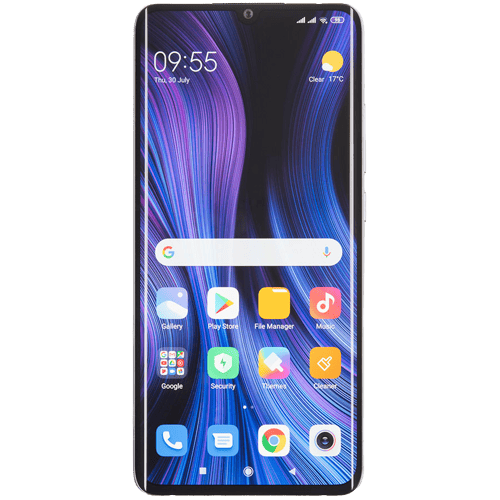 09:55
Thu, 30 July
Clear 17°C
Gallery
Play Store
File Manager
Music
Google
Security
Themes
Cleaner